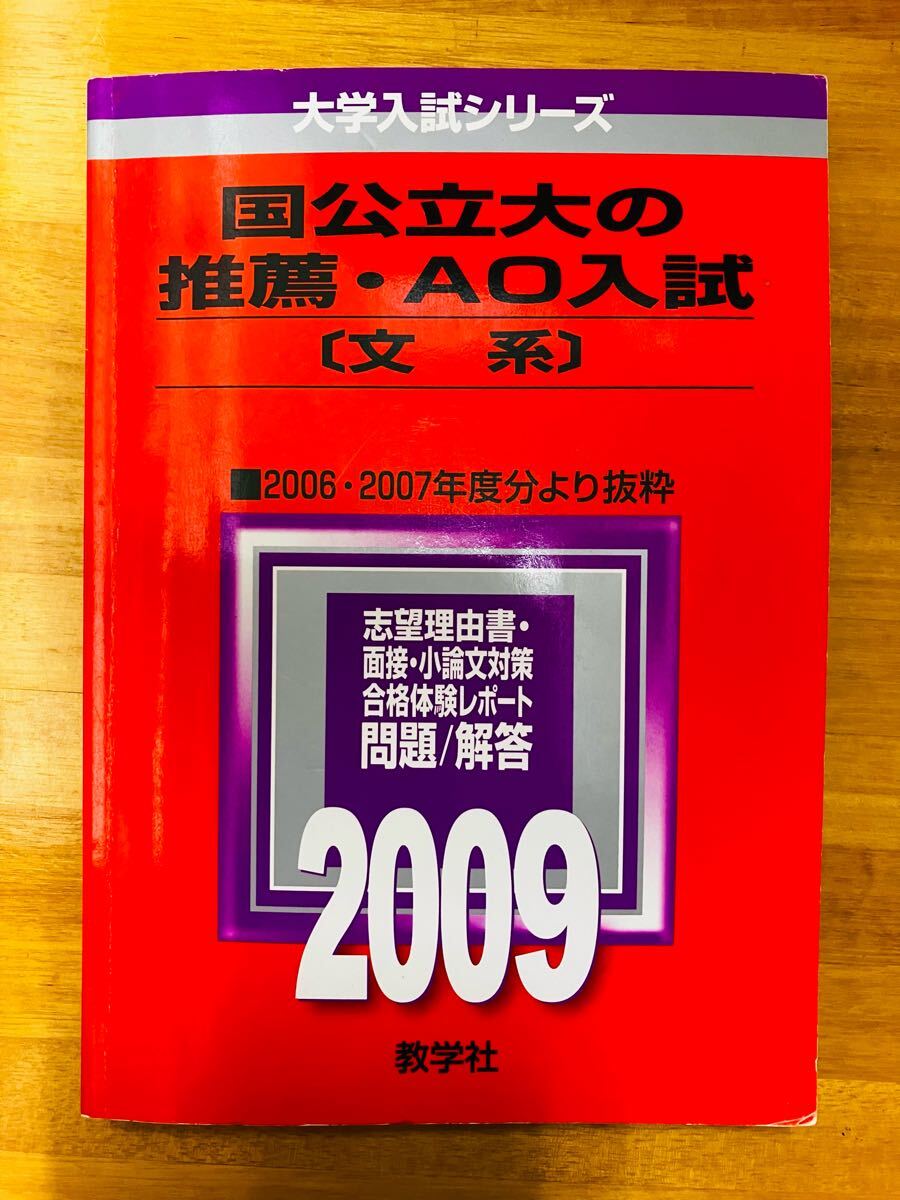 大学入試シリーズ
国公立大の
推薦・AO入試
〔文 系〕
■2006・2007年度分より抜粋
志望理由書・
面接・小論文対策
合格体験レポート
問題/解答
2009
教学社